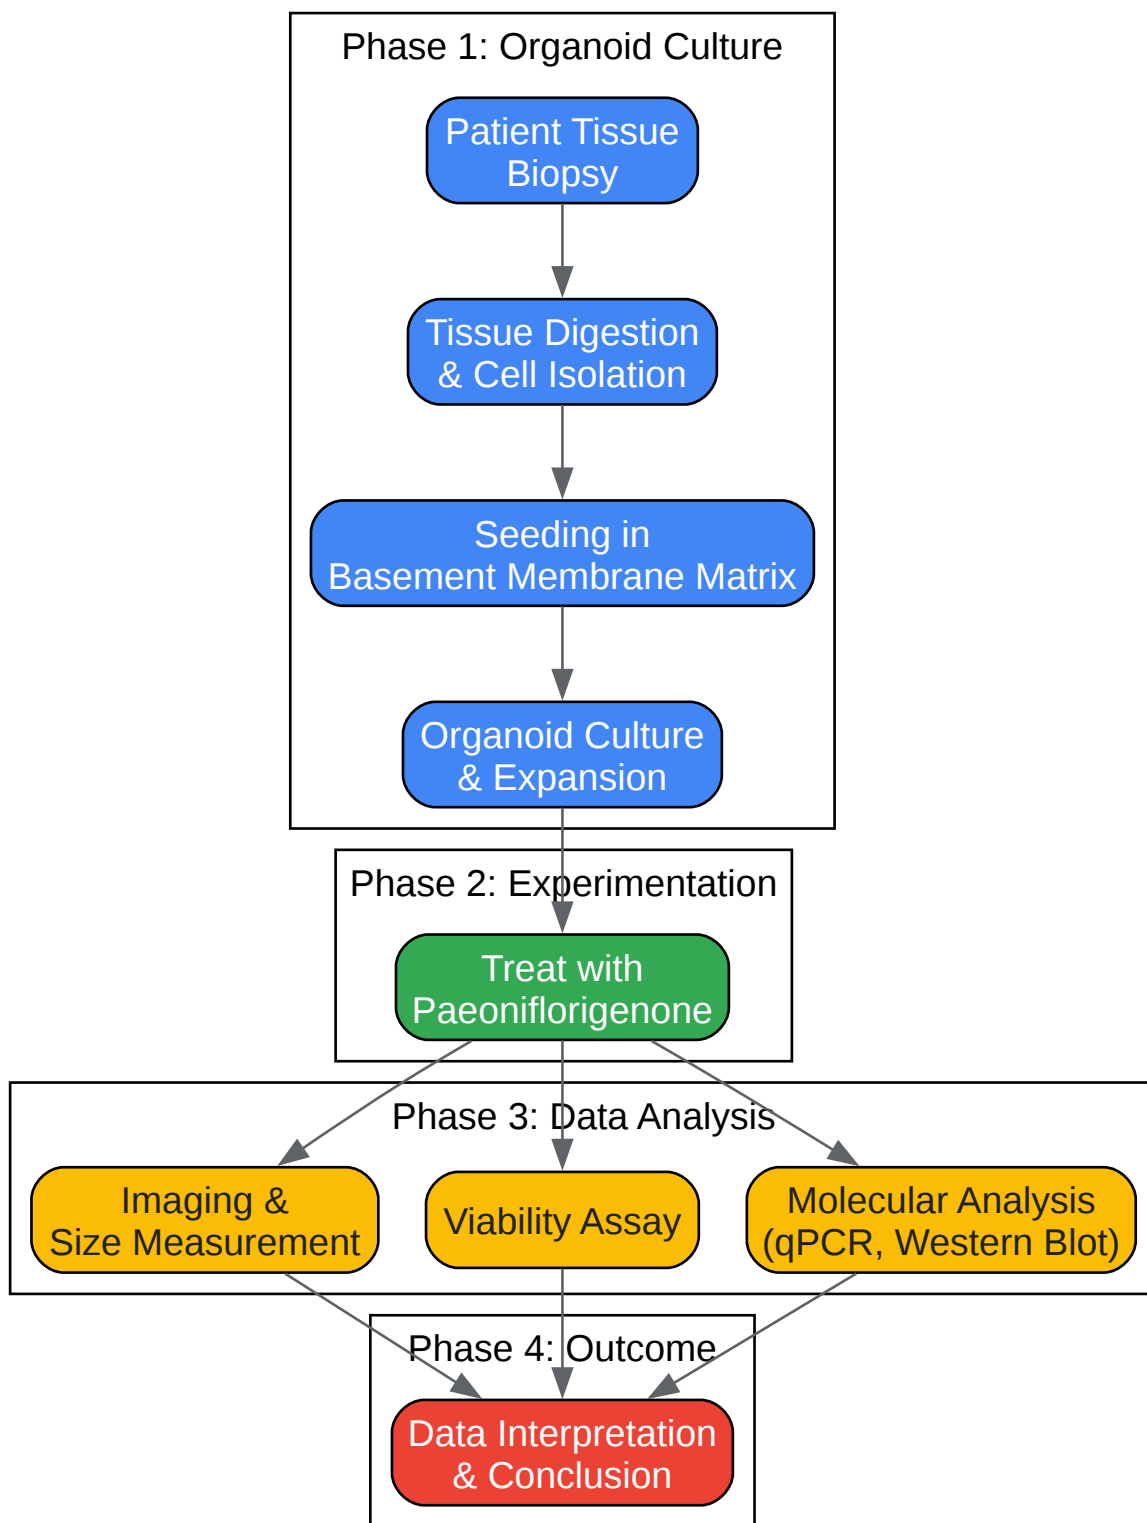 Phase 1: Organoid Culture
Patient Tissue
Biopsy
Tissue Digestion
& Cell Isolation
Seeding in
Basement Membrane Matrix
Organoid Culture
& Expansion
Phase 2: Experimentation
Treat with
Paeoniflorigenone
Phase 3: Data Analysis
Imaging &
Size Measurement
Viability Assay
Molecular Analysis
(qPCR, Western Blot)
Phase 4: Outcome
Data Interpretation
& Conclusion